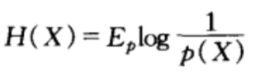 H(X) = E_p log 1/p(X)